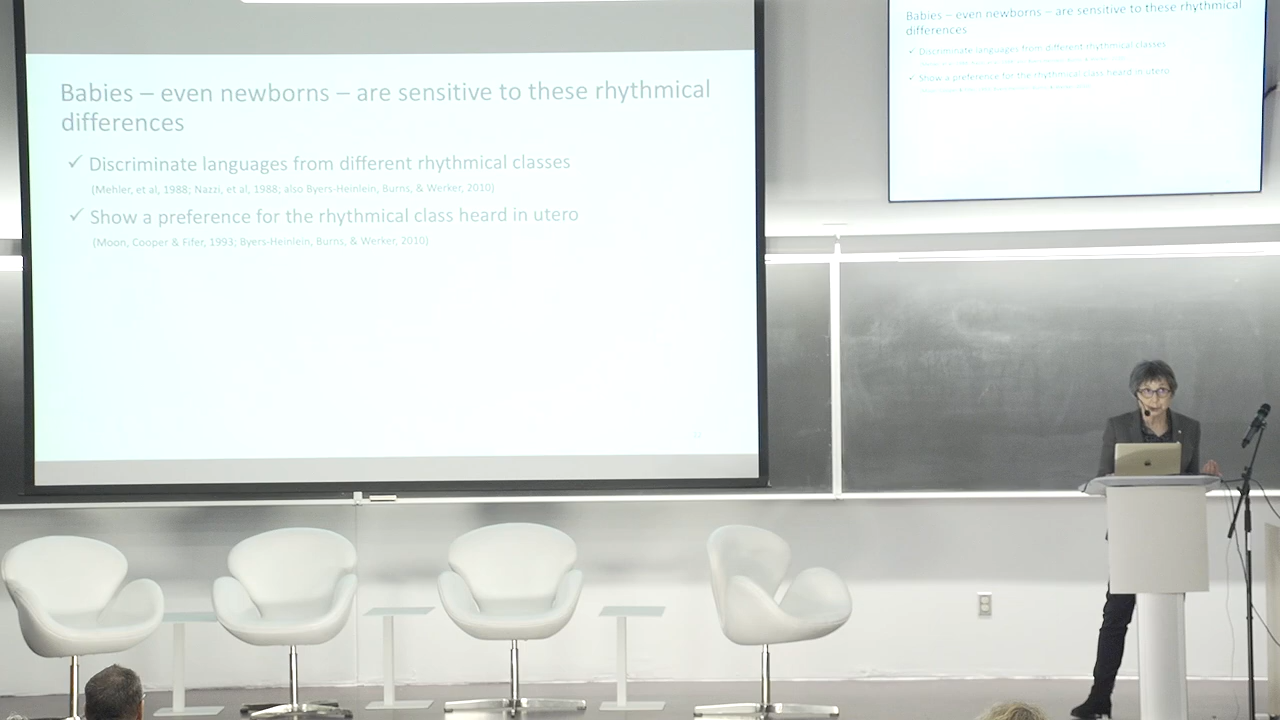 Babies – even newborns – are sensitive to these rhythmical
differences
✓ Discriminate languages from different rhythmical classes
(Mehler, et al, 1988; Nazzi, et al, 1988; also Byers-Heinlein, Burns, & Werker, 2010)
✓ Show a preference for the rhythmical class heard in utero
(Moon, Cooper & Fifer, 1993; Byers-Heinlein, Burns, & Werker, 2010)
Babies – even newborns – are sensitive to these rhythmical
differences
✓ Discriminate languages from different rhythmical classes
✓ Show a preference for the rhythmical class heard in utero